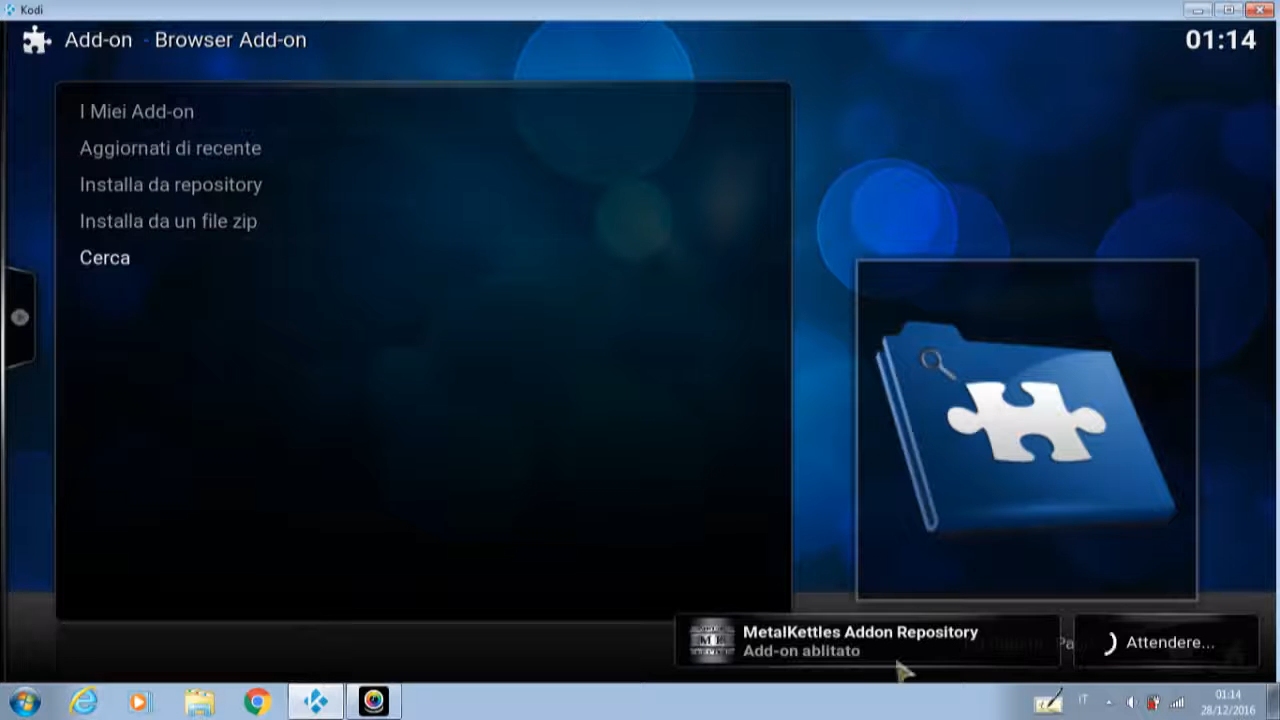 Kodi
Add-on - Browser Add-on
01:14
I Miei Add-on
Aggiornati di recente
Installa da repository
Installa da un file zip
Cerca
MetalKettles Addon Repository
Add-on ablitato
Attendere...
IT
01:14
28/12/2016